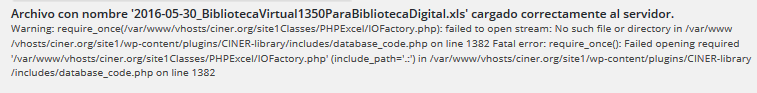 Archivo con nombre '2016-05-30_BibliotecaVirtual1350ParaBibliotecaDigital.xls' cargado correctamente al servidor.
Warning: require_once(/var/www/vhosts/ciner.org/site1Classes/PHPExcel/IOFactory.php): failed to open stream: No such file or directory in /var/www
/vhosts/ciner.org/site1/wp-content/plugins/CINER-library/includes/database_code.php on line 1382 Fatal error: require_once(): Failed opening required
'/var/www/vhosts/ciner.org/site1Classes/PHPExcel/IOFactory.php' (include_path='.:') in /var/www/vhosts/ciner.org/site1/wp-content/plugins/CINER-library
/includes/database_code.php on line 1382